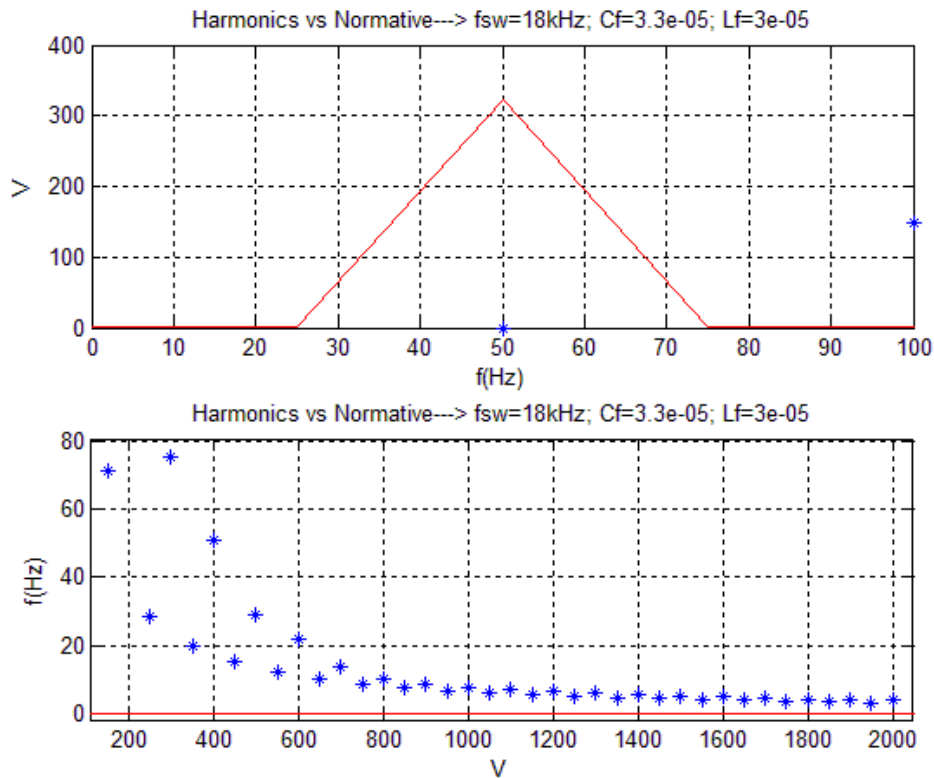 Harmonics vs Normative---> fsw=18kHz; Cf=3.3e-05; Lf=3e-05
400
300
200
100
0
V
0 10 20 30 40 50 60 70 80 90 100
f(Hz)
Harmonics vs Normative---> fsw=18kHz; Cf=3.3e-05; Lf=3e-05
80
60
40
20
0
f(Hz)
200 400 600 800 1000 1200 1400 1600 1800 2000
V